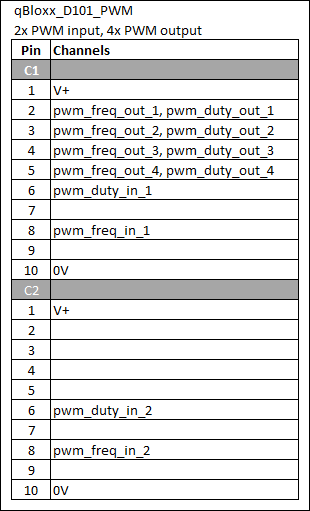 qBloxx_D101_PWM
2x PWM input, 4x PWM output
Pin Channels
C1
1 V+
2 pwm_freq_out_1, pwm_duty_out_1
3 pwm_freq_out_2, pwm_duty_out_2
4 pwm_freq_out_3, pwm_duty_out_3
5 pwm_freq_out_4, pwm_duty_out_4
6 pwm_duty_in_1
7
8 pwm_freq_in_1
9
10 0V
C2
1 V+
2
3
4
5
6 pwm_duty_in_2
7
8 pwm_freq_in_2
9
10 0V